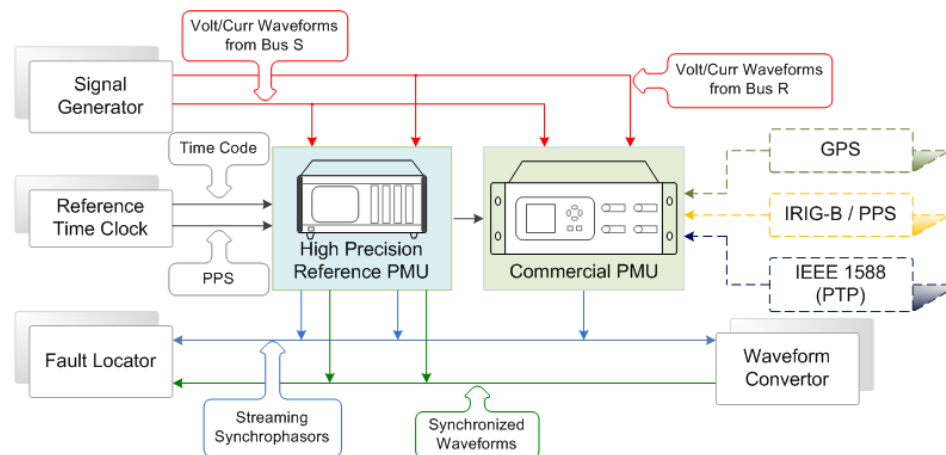 Volt/Curr Waveforms
from Bus S
Signal
Generator
Volt/Curr Waveforms
from Bus R
Time Code
GPS
Reference
Time Clock
IRIG-B / PPS
High Precision
Reference PMU
Commercial PMU
PPS
IEEE 1588
(PTP)
Fault Locator
Waveform
Convertor
Streaming
Synchrophasors
Synchronized
Waveforms